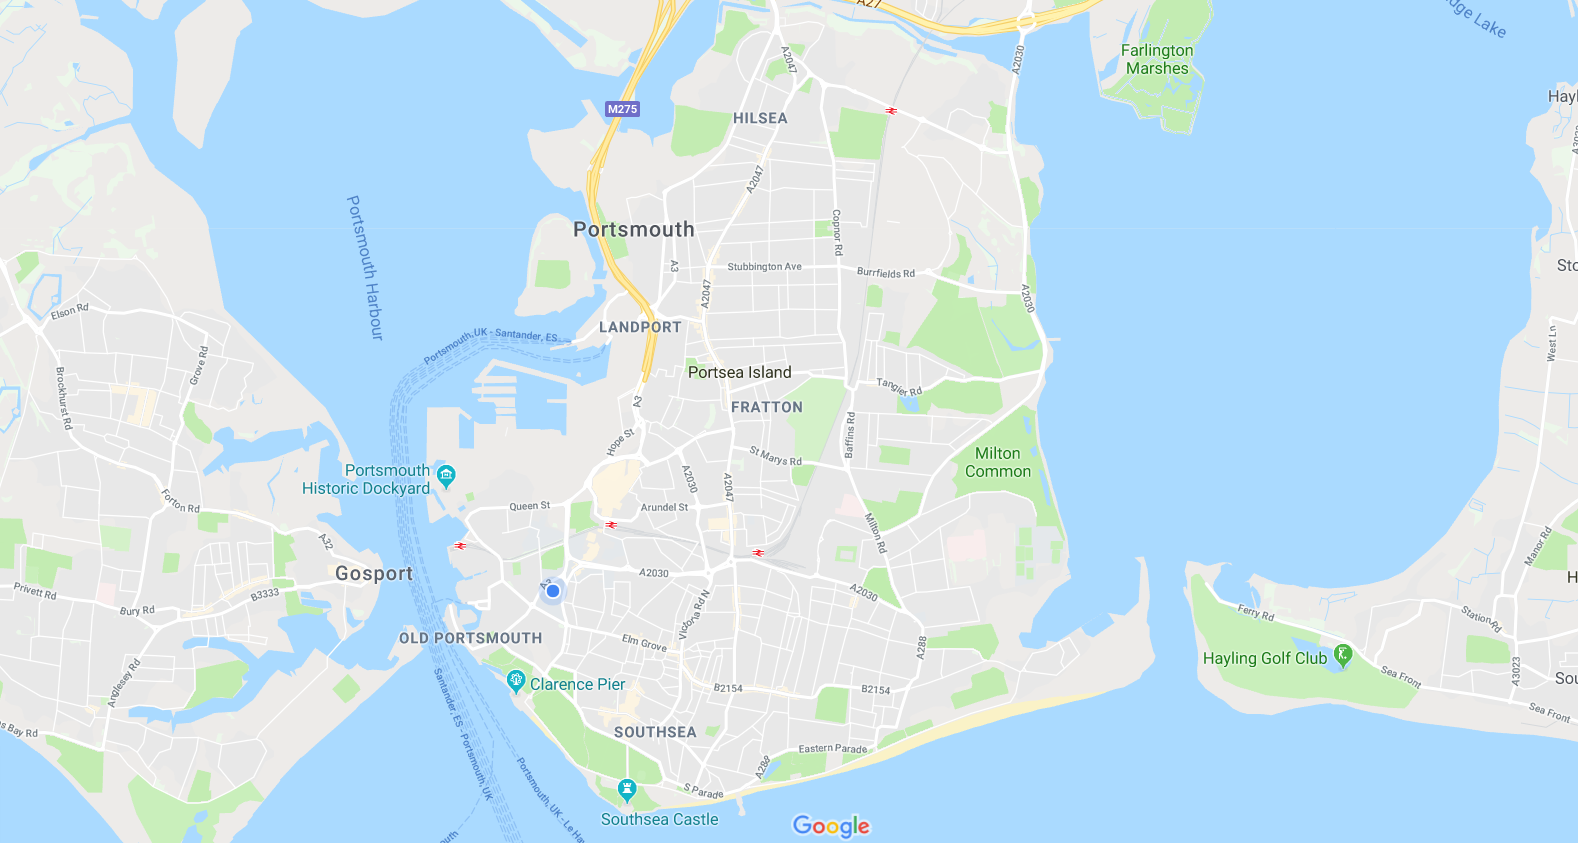 A27
dge Lake
Farlington
Marshes
A2030
A2047
M275
Hayl
HILSEA
A3023
A2047
Portsmouth Harbour
Portsmouth
Copnor Rd
A3
Stubbington Ave
Burrfields Rd
Sto
A2047
A2030
Elson Rd
LANDPORT
Portsmouth, UK - Santander, ES
West Ln
Grove Rd
Portsea Island
Brockhurst Rd
Tangier Rd
A3
FRATTON
Baffins Rd
Hope St
St Marys Rd
Milton
Common
Portsmouth
Historic Dockyard
A2030
A2047
Forton Rd
Queen St
Arundel St
Milton Rd
A32
Manor Rd
Gosport
A2030
A3
H
Privett Rd
B3333
A2030
Bury Rd
Victoria Rd N
Ferry Rd
Station Rd
OLD PORTSMOUTH
Elm Grove
A288
Hayling Golf Club
Sea Front
A3023
Sou
Anglesey Rd
Clarence Pier
B2154
B2154
Sea Front
s Bay Rd
Santander, ES - Portsmouth, UK
SOUTHSEA
Eastern Parade
A288
Portsmouth, UK - Le Ha
S Parade
Southsea Castle
Google
mouth